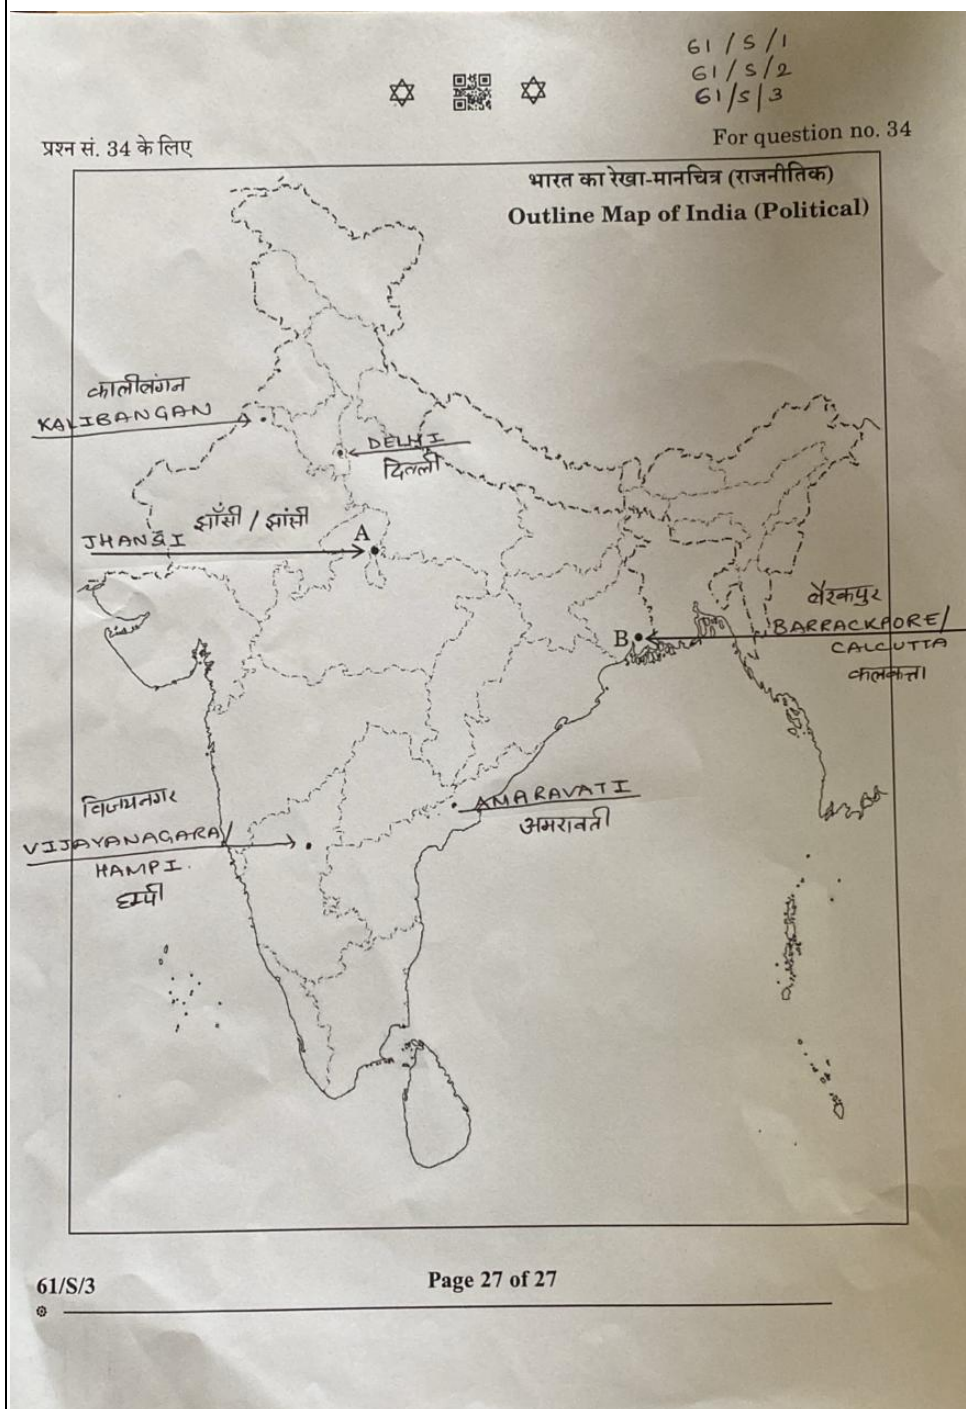 61/S/1
61/S/2
61/S/3
प्रश्न सं. 34 के लिए
For question no. 34
भारत का रेखा-मानचित्र (राजनीतिक)
Outline Map of India (Political)
कालीबंगन
KALIBANGAN
DELHI
दिल्ली
झाँसी / झांसी
JHANSI
A
बैरकपुर
B
BARRACKPORE/
CALCUTTA
कलकत्ता
विजयनगर
VIJAYANAGARA/
HAMPI.
हम्पी
AMARAVATI
अमरावती
61/S/3
Page 27 of 27